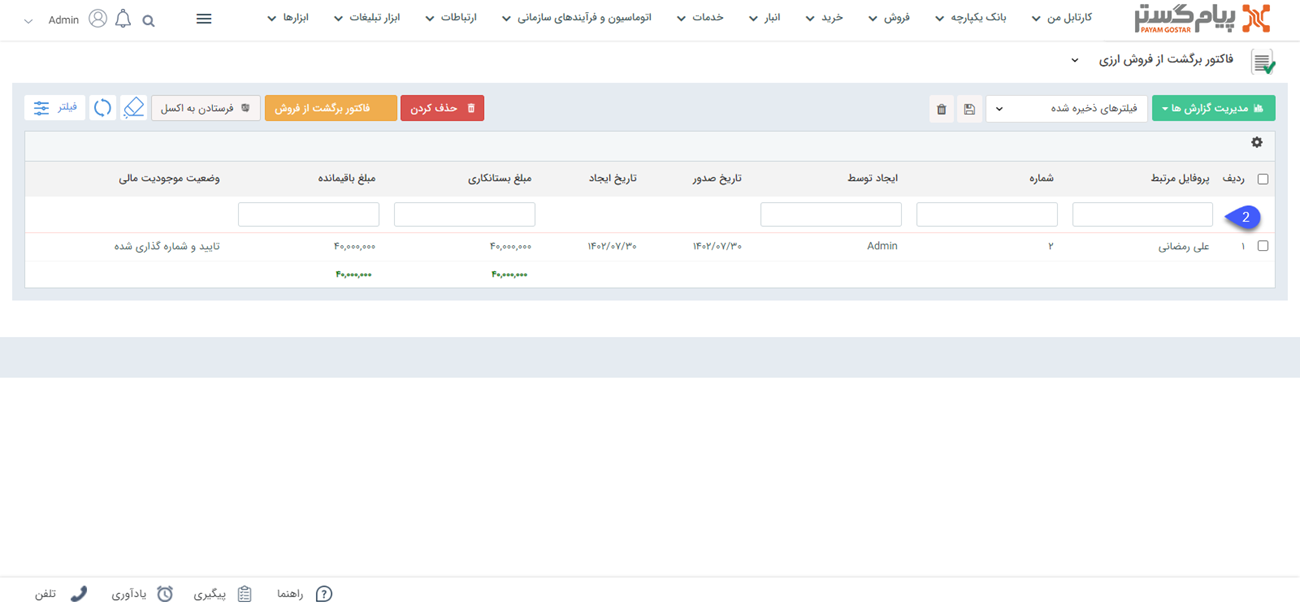 پیام گستر
PAYAM GOSTAR
کارتابل من
بانک یکپارچه
فروش
خرید
انبار
خدمات
اتوماسیون و فرآیندهای سازمانی
ارتباطات
ابزار تبلیغات
ابزارها
Admin
فاکتور برگشت از فروش ارزی
مدیریت گزارش ها
فیلترهای ذخیره شده
حذف کردن
فاکتور برگشت از فروش
فرستادن به اکسل
فیلتر
ردیف پروفایل مرتبط شماره ایجاد توسط تاریخ صدور تاریخ ایجاد مبلغ بستانکاری مبلغ باقیمانده وضعیت موجودیت مالی
2
۱ علی رمضانی ۲ Admin ۱۴۰۲/۰۷/۳۰ ۱۴۰۲/۰۷/۳۰ ۴۰,۰۰۰,۰۰۰ ۴۰,۰۰۰,۰۰۰ تایید و شماره گذاری شده
۴۰,۰۰۰,۰۰۰ ۴۰,۰۰۰,۰۰۰
راهنما
پیگیری
یادآوری
تلفن